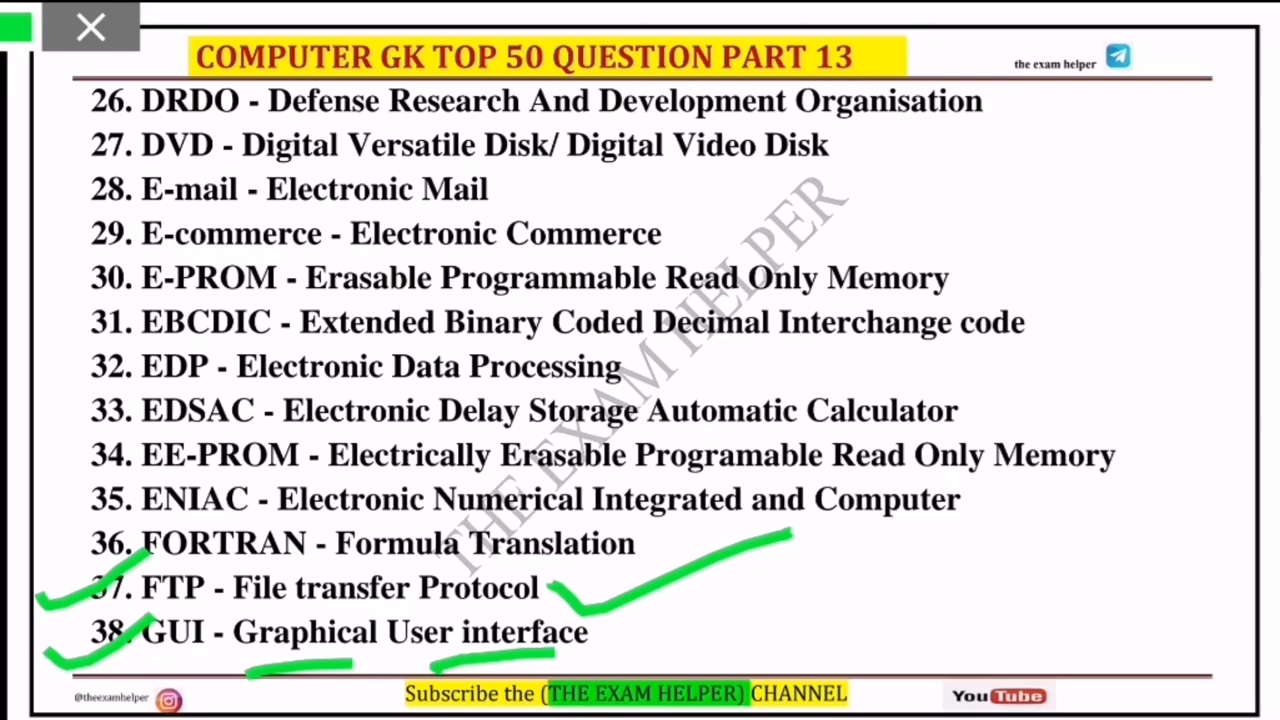 COMPUTER GK TOP 50 QUESTION PART 13
the exam helper
26. DRDO - Defense Research And Development Organisation
27. DVD - Digital Versatile Disk/ Digital Video Disk
28. E-mail - Electronic Mail
29. E-commerce - Electronic Commerce
30. E-PROM - Erasable Programmable Read Only Memory
31. EBCDIC - Extended Binary Coded Decimal Interchange code
32. EDP - Electronic Data Processing
33. EDSAC - Electronic Delay Storage Automatic Calculator
34. EE-PROM - Electrically Erasable Programable Read Only Memory
35. ENIAC - Electronic Numerical Integrated and Computer
36. FORTRAN - Formula Translation
37. FTP - File transfer Protocol
38. GUI - Graphical User interface
THE EXAM HELPER
@theexamhelper
Subscribe the (THE EXAM HELPER) CHANNEL
YouTube